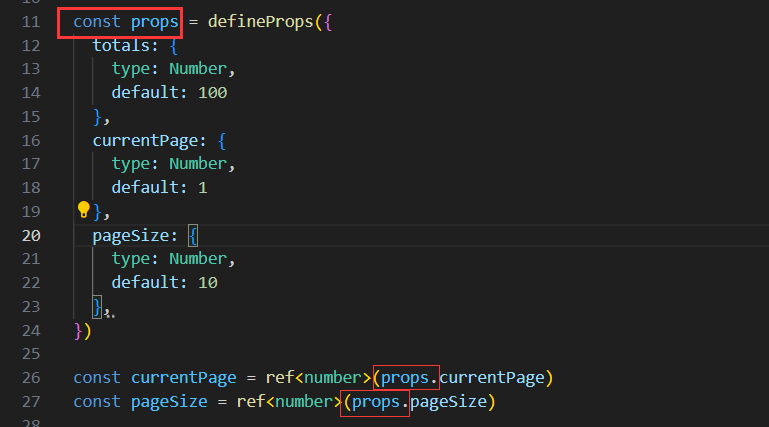 11 const props = defineProps({
12 totals: {
13 type: Number,
14 default: 100
15 },
16 currentPage: {
17 type: Number,
18 default: 1
19 },
20 pageSize: {
21 type: Number,
22 default: 10
23 },
24 })
25
26 const currentPage = ref<number>(props.currentPage)
27 const pageSize = ref<number>(props.pageSize)
28